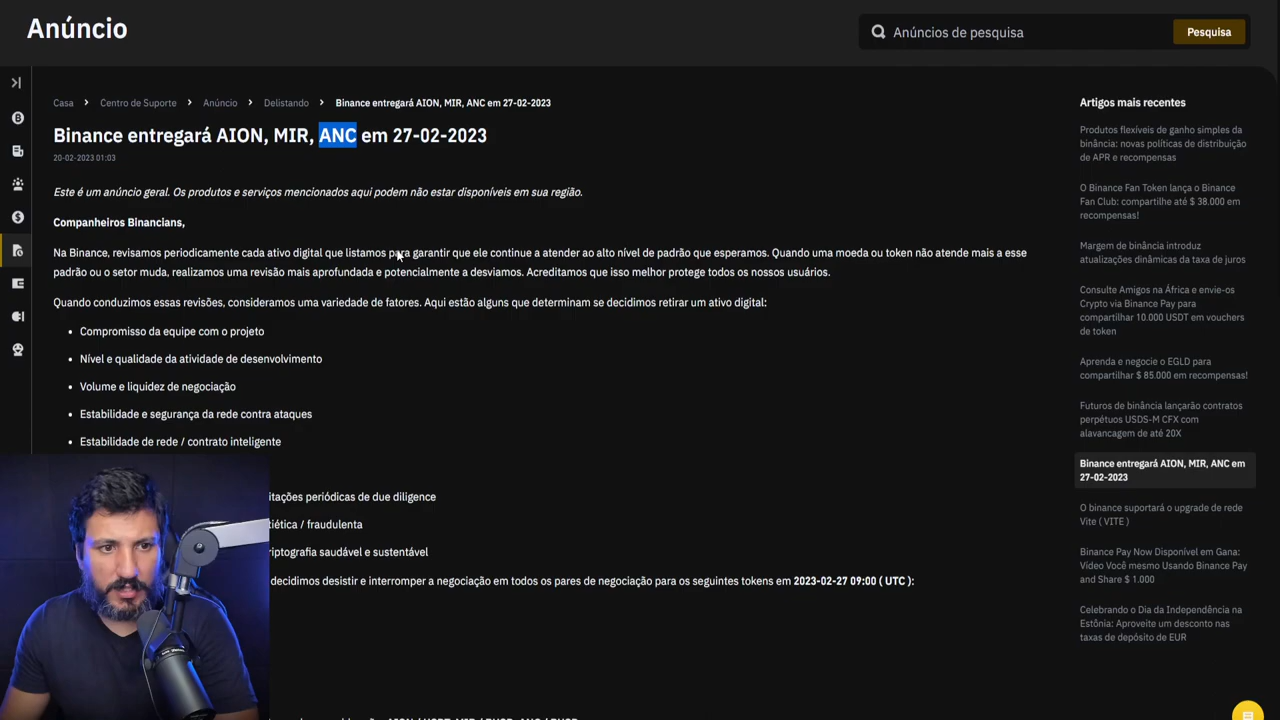 Anúncio
Anúncios de pesquisa
Pesquisa
Casa
Centro de Suporte
Anúncio
Delistando
Binance entregará AION, MIR, ANC em 27-02-2023
Binance entregará AION, MIR, ANC em 27-02-2023
20-02-2023 01:03
Este é um anúncio geral. Os produtos e serviços mencionados aqui podem não estar disponíveis em sua região.
Companheiros Binancians,
Na Binance, revisamos periodicamente cada ativo digital que listamos para garantir que ele continue a atender ao alto nível de padrão que esperamos. Quando uma moeda ou token não atende mais a esse
padrão ou o setor muda, realizamos uma revisão mais aprofundada e potencialmente a desviamos. Acreditamos que isso melhor protege todos os nossos usuários.
Quando conduzimos essas revisões, consideramos uma variedade de fatores. Aqui estão alguns que determinam se decidimos retirar um ativo digital:
Compromisso da equipe com o projeto
Nível e qualidade da atividade de desenvolvimento
Volume e liquidez de negociação
Estabilidade e segurança da rede contra ataques
Estabilidade de rede / contrato inteligente
itações periódicas de due diligence
tiética / fraudulenta
riptografia saudável e sustentável
decidimos desistir e interromper a negociação em todos os pares de negociação para os seguintes tokens em 2023-02-27 09:00 ( UTC ):
Artigos mais recentes
Produtos flexíveis de ganho simples da
binância: novas políticas de distribuição
de APR e recompensas
O Binance Fan Token lança o Binance
Fan Club: compartilhe até $ 38.000 em
recompensas!
Margem de binância introduz
atualizações dinâmicas da taxa de juros
Consulte Amigos na África e envie-os
Crypto via Binance Pay para
compartilhar 10.000 USDT em vouchers
de token
Aprenda e negocie o EGLD para
compartilhar $ 85.000 em recompensas!
Futuros de binância lançarão contratos
perpétuos USDS-M CFX com
alavancagem de até 20X
Binance entregará AION, MIR, ANC em
27-02-2023
O binance suportará o upgrade de rede
Vite ( VITE )
Binance Pay Now Disponível em Gana:
Vídeo Você mesmo Usando Binance Pay
and Share $ 1.000
Celebrando o Dia da Independência na
Estônia: Aproveite um desconto nas
taxas de depósito de EUR